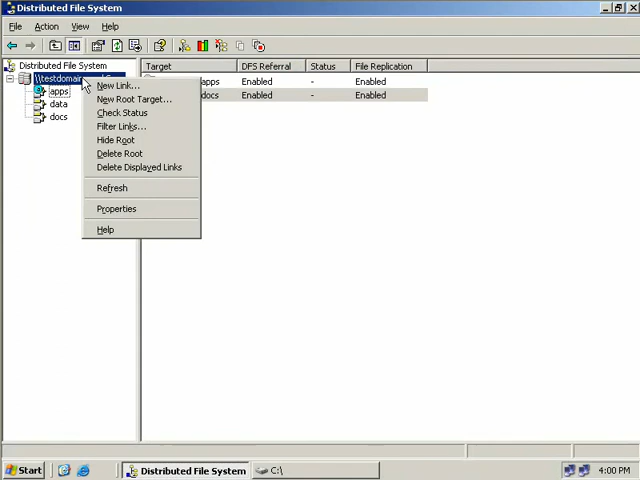 Distributed File System
File Action View Help
Distributed File System
\\testdomain
apps
data
docs
Target DFS Referral Status File Replication
apps Enabled - Enabled
docs Enabled - Enabled
New Link...
New Root Target...
Check Status
Filter Links...
Hide Root
Delete Root
Delete Displayed Links
Refresh
Properties
Help
Start Distributed File System C:\ 4:00 PM